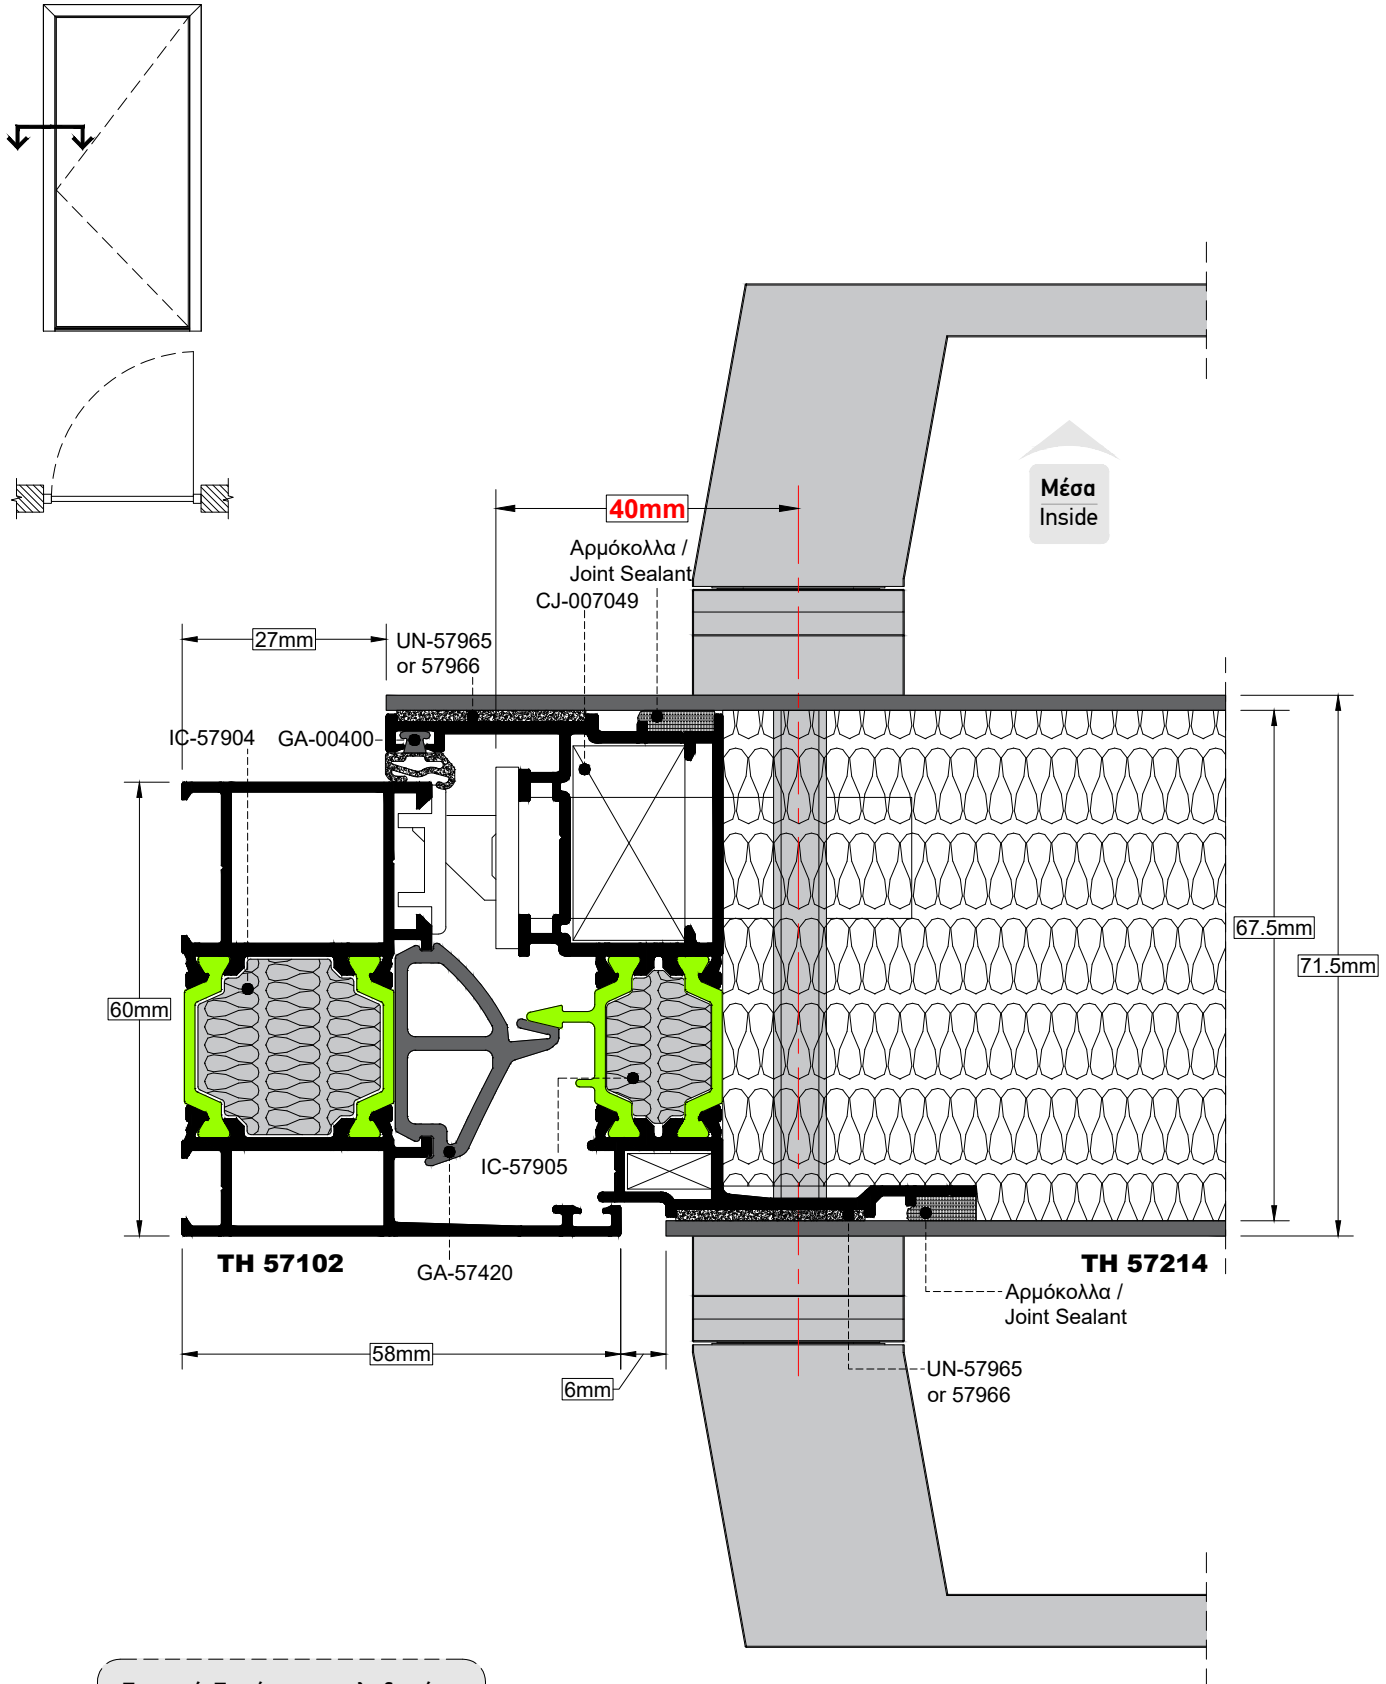 40mm
Μέσα
Inside
Αρμόκολλα /
Joint Sealant
CJ-007049
27mm
UN-57965
or 57966
IC-57904
GA-00400
67.5mm
71.5mm
60mm
IC-57905
TH 57102
GA-57420
TH 57214
Αρμόκολλα /
Joint Sealant
58mm
6mm
UN-57965
or 57966